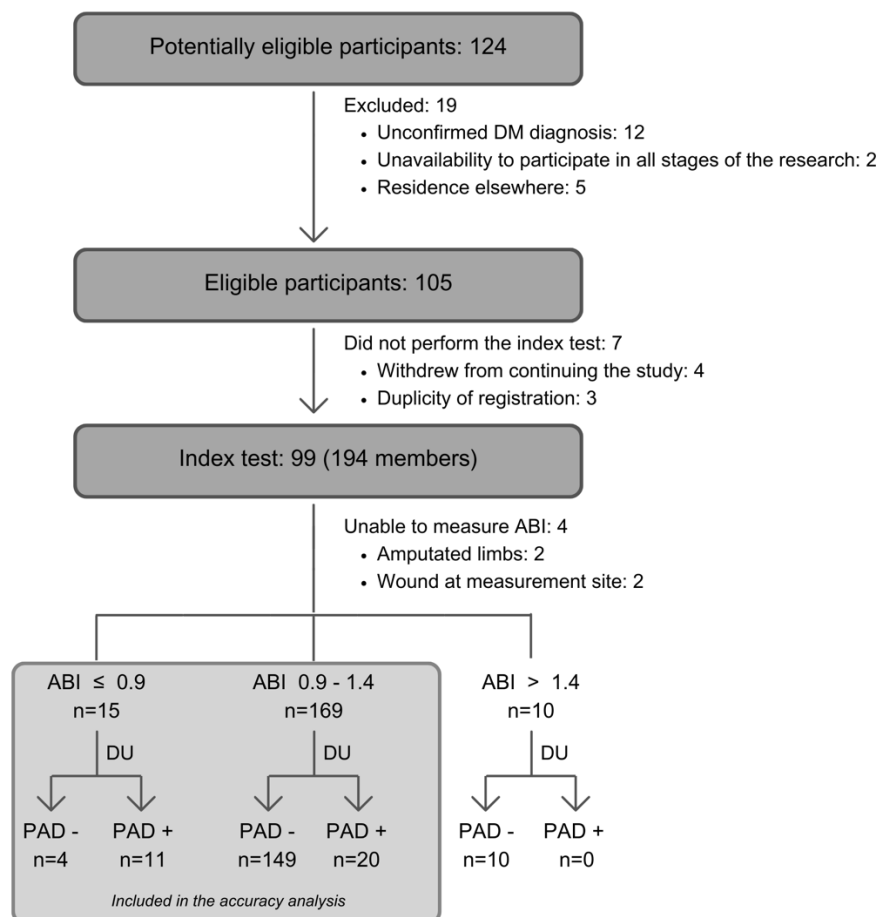 Potentially eligible participants: 124
Excluded: 19
• Unconfirmed DM diagnosis: 12
• Unavailability to participate in all stages of the research: 2
• Residence elsewhere: 5
Eligible participants: 105
Did not perform the index test: 7
• Withdrew from continuing the study: 4
• Duplicity of registration: 3
Index test: 99 (194 members)
Unable to measure ABI: 4
• Amputated limbs: 2
• Wound at measurement site: 2
ABI ≤ 0.9
n=15
DU
PAD -
n=4
PAD +
n=11
ABI 0.9 - 1.4
n=169
DU
PAD -
n=149
PAD +
n=20
Included in the accuracy analysis
ABI > 1.4
n=10
DU
PAD -
n=10
PAD +
n=0